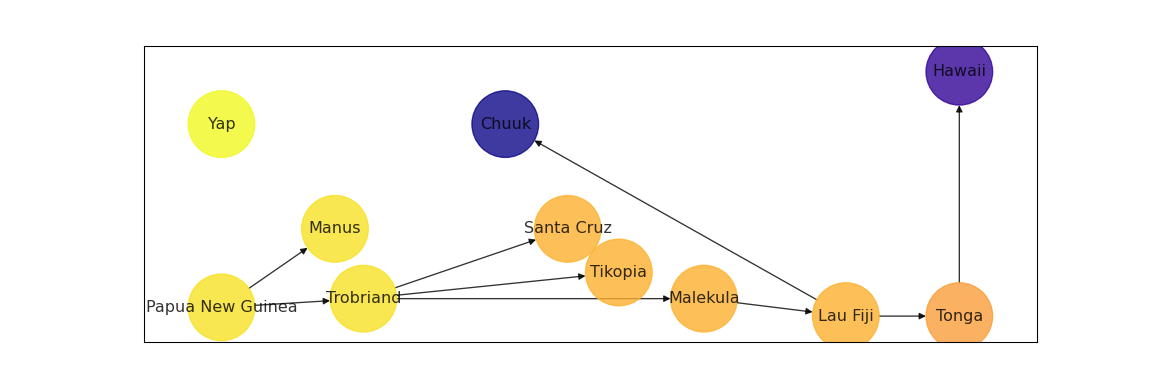 Hawaii
Yap
Chuuk
Manus
Santa Cruz
Tikopia
Papua New Guinea
Trobriand
Malekula
Lau Fiji
Tonga